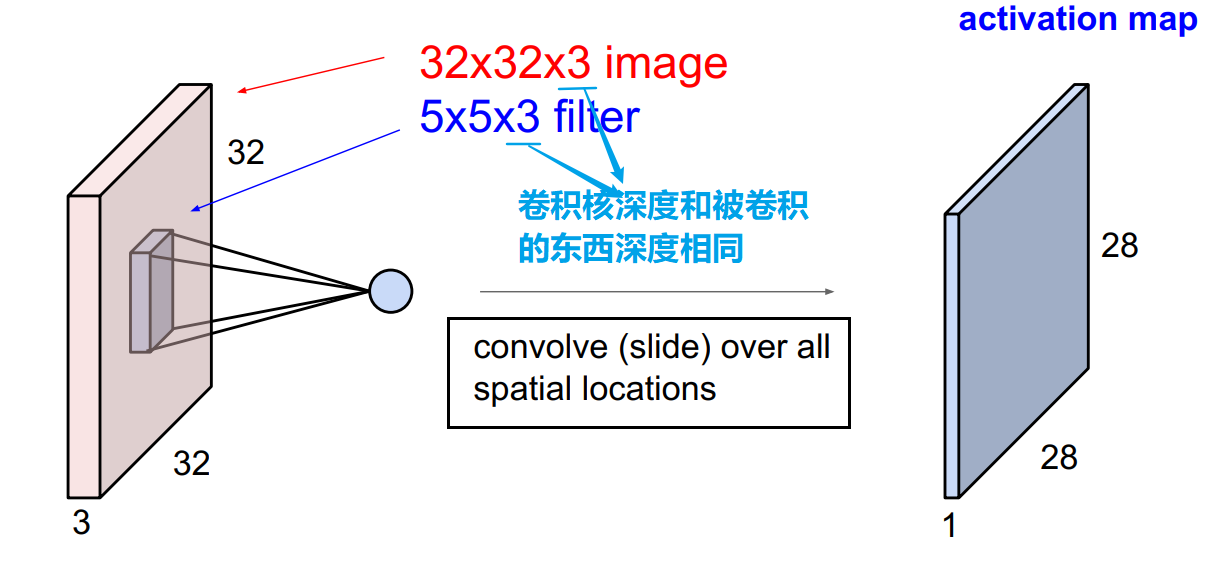 activation map
32x32x3 image
5x5x3 filter
32
卷积核深度和被卷积
的东西深度相同
28
convolve (slide) over all
spatial locations
32
28
3
1